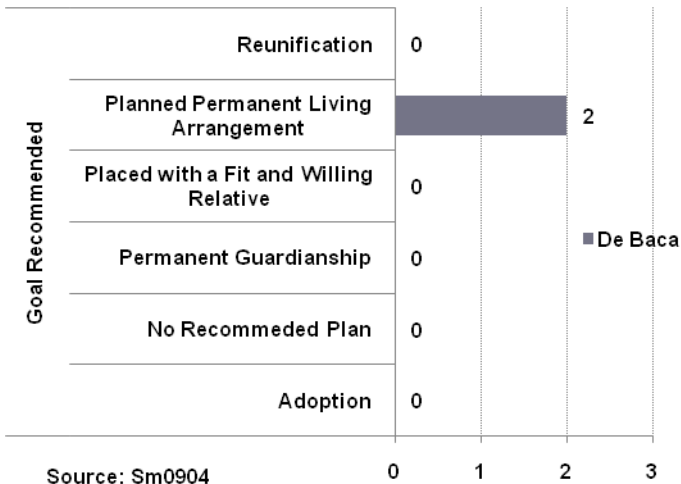 Goal Recommended
Reunification
0
Planned Permanent Living
Arrangement
2
Placed with a Fit and Willing
Relative
0
Permanent Guardianship
0
No Recommeded Plan
0
Adoption
0
De Baca
0 1 2 3
Source: Sm0904